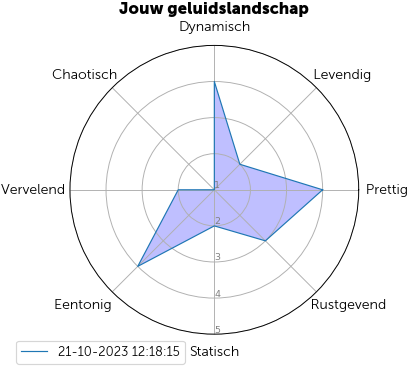 Jouw geluidslandschap
Dynamisch
Chaotisch
Levendig
Vervelend
Prettig
1
2
3
4
5
Eentonig
Rustgevend
21-10-2023 12:18:15
Statisch